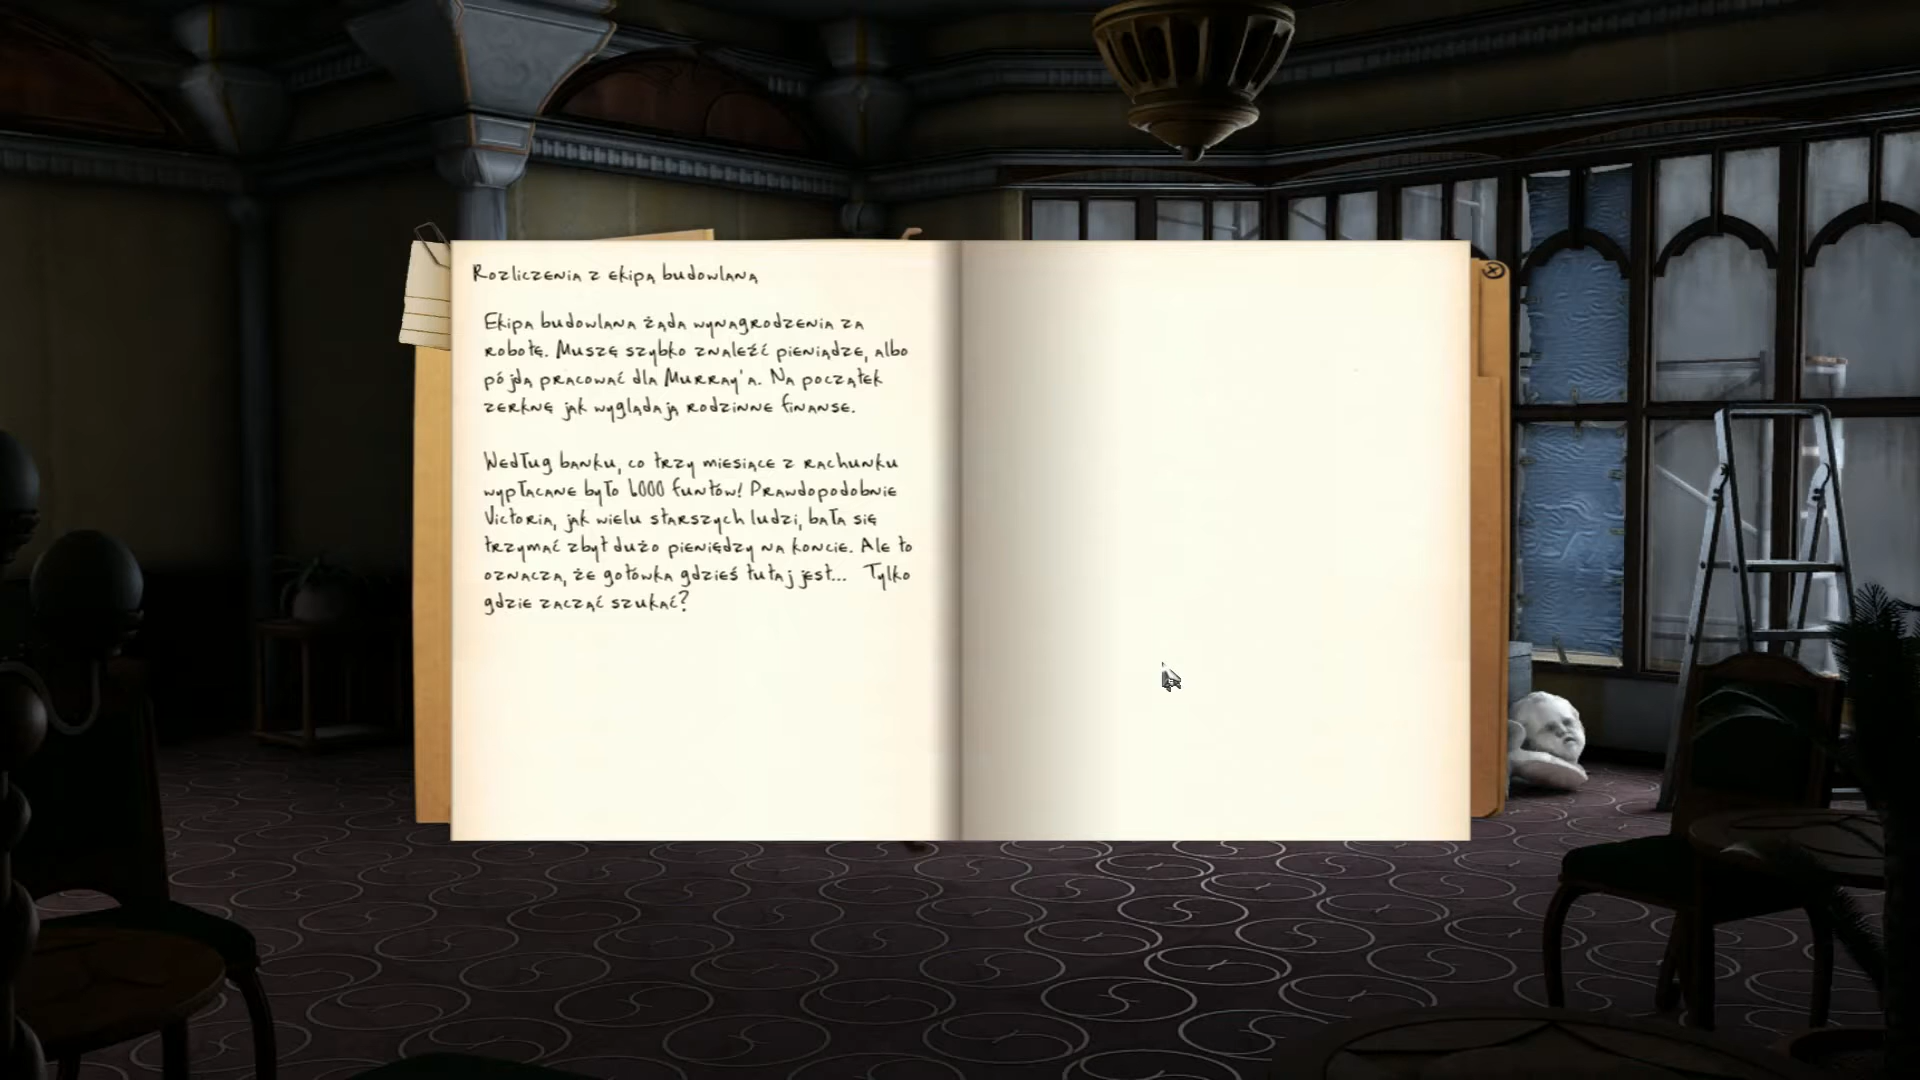 Rozliczenia z ekipą budowlaną
Ekipa budowlana żąda wynagrodzenia za
robotę. Muszę szybko znaleźć pieniądze, albo
pójdą pracować dla Murray'a. Na początek
zerknę jak wyglądają rodzinne finanse.
Według banku, co trzy miesiące z rachunku
wypłacane było 6000 funtów! Prawdopodobnie
Victoria, jak wielu starszych ludzi, bała się
trzymać zbyt dużo pieniędzy na koncie. Ale to
oznacza, że gotówka gdzieś tutaj jest... Tylko
gdzie zacząć szukać?